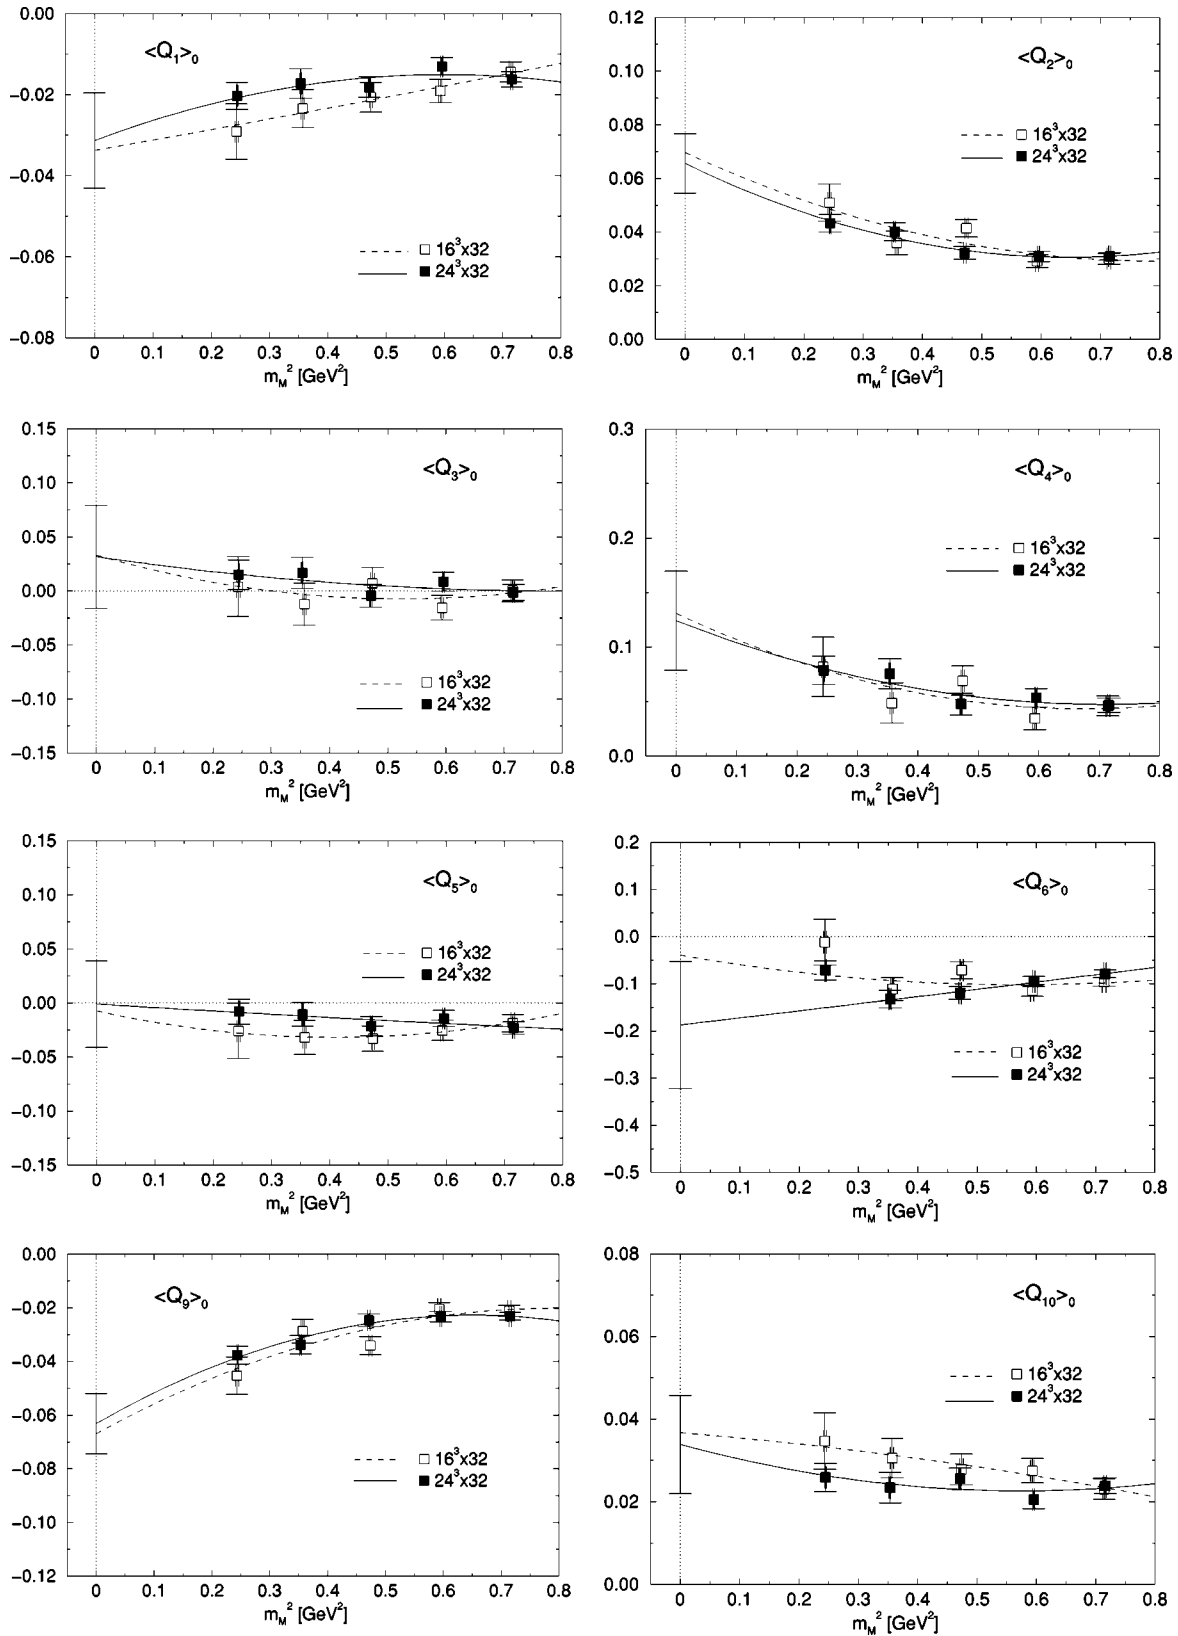 0.00
−0.02
−0.04
−0.06
−0.08
<Q₁>₀
16³x32
24³x32
0 0.1 0.2 0.3 0.4 0.5 0.6 0.7 0.8
m_M² [GeV²]
0.12
0.10
0.08
0.06
0.04
0.02
0.00
<Q₂>₀
16³x32
24³x32
0 0.1 0.2 0.3 0.4 0.5 0.6 0.7 0.8
m_M² [GeV²]
0.15
0.10
0.05
0.00
−0.05
−0.10
−0.15
<Q₃>₀
16³x32
24³x32
0 0.1 0.2 0.3 0.4 0.5 0.6 0.7 0.8
m_M² [GeV²]
0.3
0.2
0.1
0.0
<Q₄>₀
16³x32
24³x32
0 0.1 0.2 0.3 0.4 0.5 0.6 0.7 0.8
m_M² [GeV²]
0.15
0.10
0.05
0.00
−0.05
−0.10
−0.15
<Q₅>₀
16³x32
24³x32
0 0.1 0.2 0.3 0.4 0.5 0.6 0.7 0.8
m_M² [GeV²]
0.2
0.1
0.0
−0.1
−0.2
−0.3
−0.4
−0.5
<Q₆>₀
16³x32
24³x32
0 0.1 0.2 0.3 0.4 0.5 0.6 0.7 0.8
m_M² [GeV²]
0.00
−0.02
−0.04
−0.06
−0.08
−0.10
−0.12
<Q₉>₀
16³x32
24³x32
0 0.1 0.2 0.3 0.4 0.5 0.6 0.7 0.8
m_M² [GeV²]
0.08
0.06
0.04
0.02
0.00
<Q₁₀>₀
16³x32
24³x32
0 0.1 0.2 0.3 0.4 0.5 0.6 0.7 0.8
m_M² [GeV²]